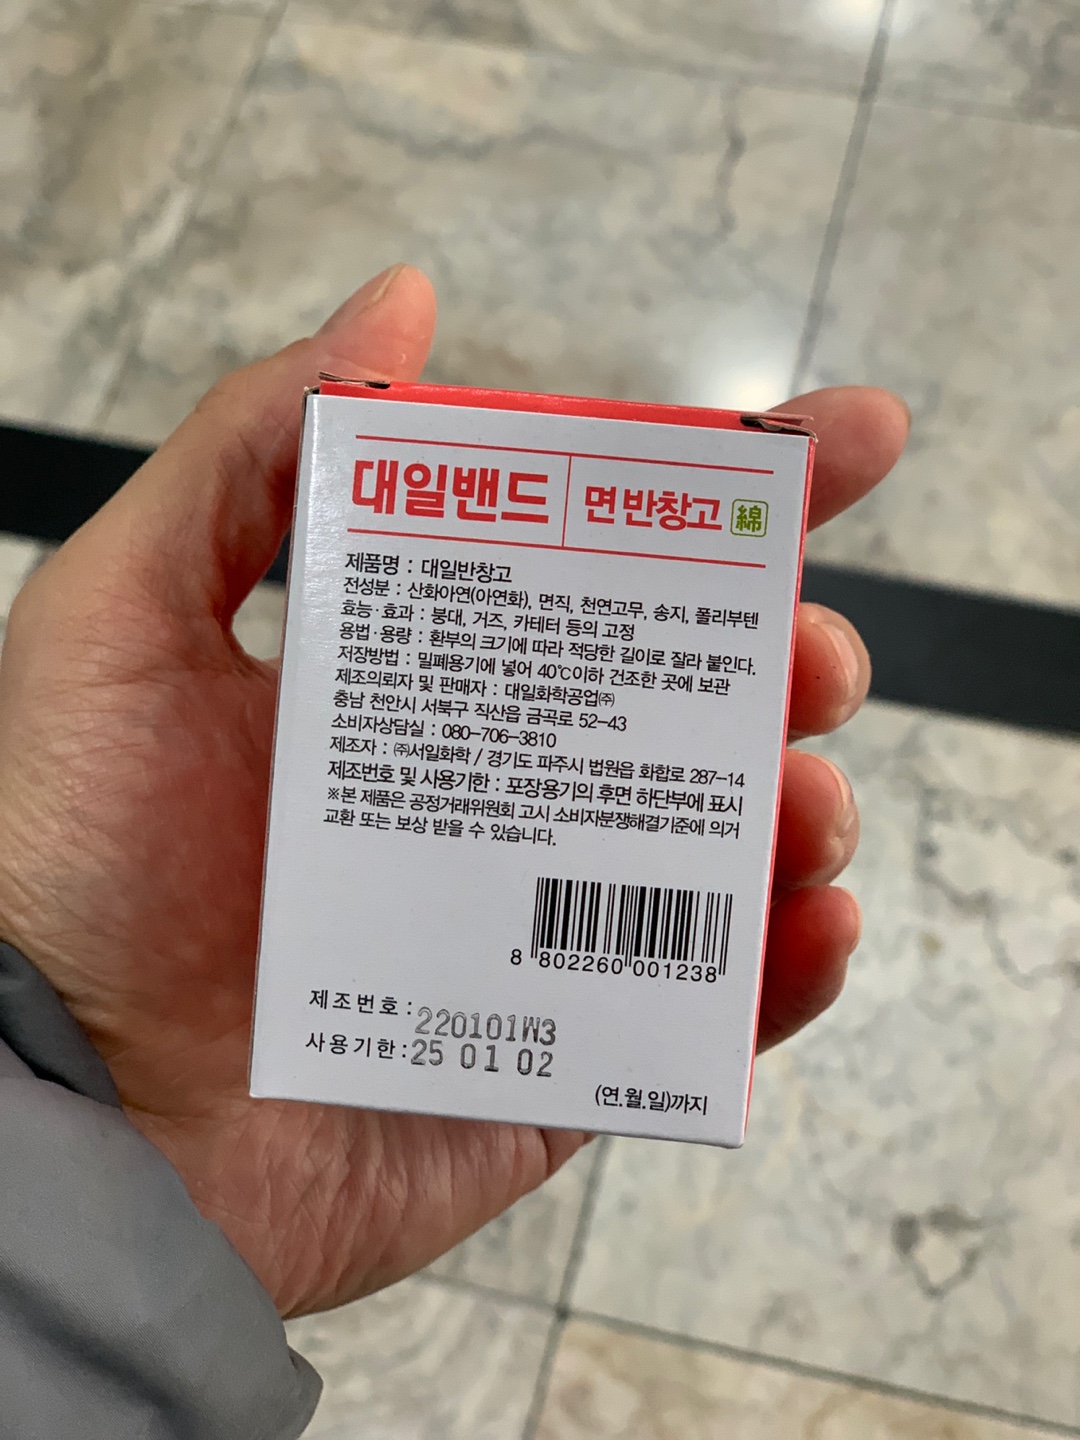 대일밴드 면 반창고 綿
제품명 : 대일반창고
전성분 : 산화아연(아연화), 면직, 천연고무, 송지, 폴리부텐
효능·효과 : 붕대, 거즈, 카테터 등의 고정
용법·용량 : 환부의 크기에 따라 적당한 길이로 잘라 붙인다.
저장방법 : 밀폐용기에 넣어 40℃이하 건조한 곳에 보관
제조의뢰자 및 판매자 : 대일화학공업㈜
충남 천안시 서북구 직산읍 금곡로 52-43
소비자상담실 : 080-706-3810
제조자 : ㈜서일화학 / 경기도 파주시 법원읍 화합로 287-14
제조번호 및 사용기한 : 포장용기의 후면 하단부에 표시
※본 제품은 공정거래위원회 고시 소비자분쟁해결기준에 의거
교환 또는 보상 받을 수 있습니다.
8 802260 001238
제조번호 : 220101W3
사용기한 : 25 01 02
(연.월.일)까지